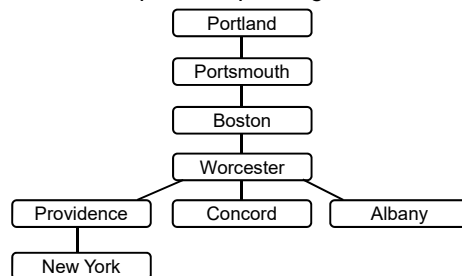 Portland
Portsmouth
Boston
Worcester
Providence Concord Albany
New York